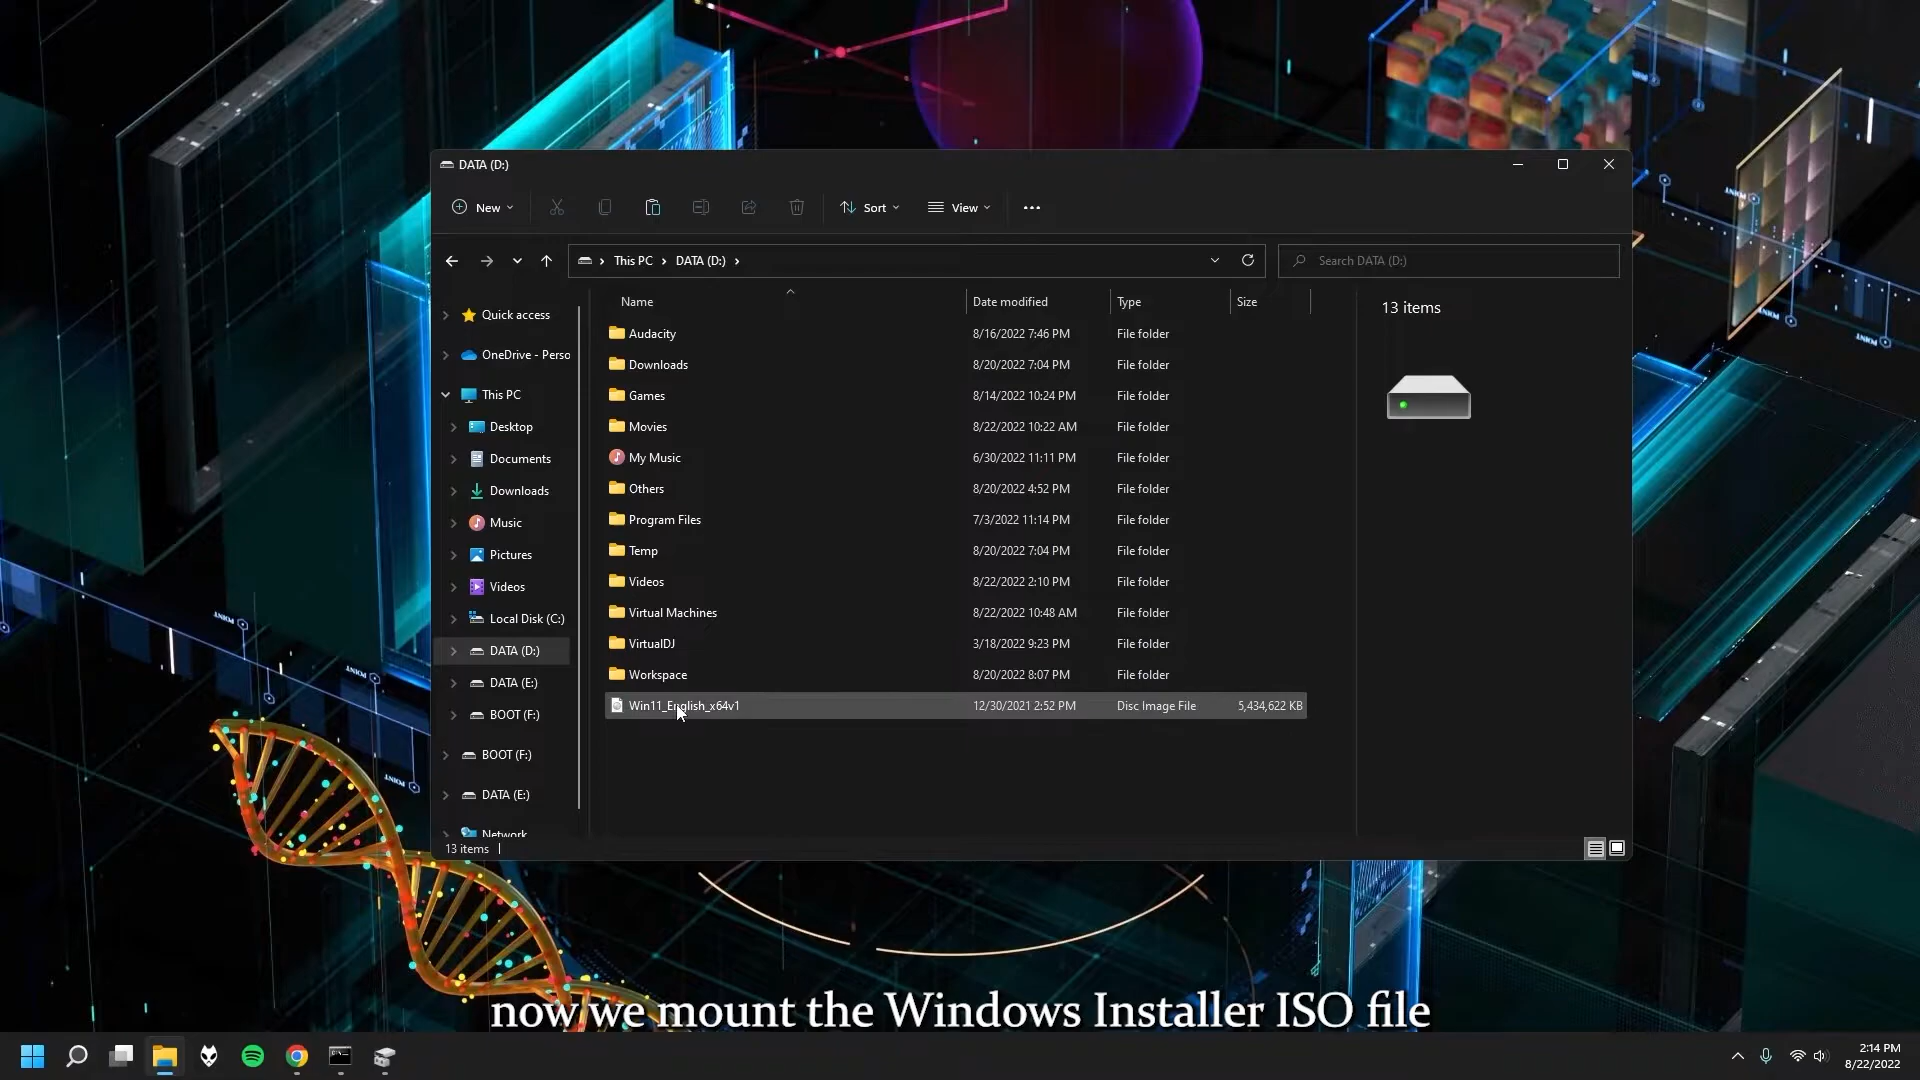 DATA (D:)
New
Sort
View
This PC
DATA (D:)
Search DATA (D:)
Name
Date modified
Type
Size
Audacity 8/16/2022 7:46 PM File folder
Downloads 8/20/2022 7:04 PM File folder
Games 8/14/2022 10:24 PM File folder
Movies 8/22/2022 10:22 AM File folder
My Music 6/30/2022 11:11 PM File folder
Others 8/20/2022 4:52 PM File folder
Program Files 7/3/2022 11:14 PM File folder
Temp 8/20/2022 7:04 PM File folder
Videos 8/22/2022 2:10 PM File folder
Virtual Machines 8/22/2022 10:48 AM File folder
VirtualDJ 3/18/2022 9:23 PM File folder
Workspace 8/20/2022 8:07 PM File folder
Win11_English_x64v1 12/30/2021 2:52 PM Disc Image File 5,434,622 KB
Quick access
OneDrive - Perso
This PC
Desktop
Documents
Downloads
Music
Pictures
Videos
Local Disk (C:)
DATA (D:)
DATA (E:)
BOOT (F:)
BOOT (F:)
DATA (E:)
Network
13 items
13 items
POINT
POINT
POINT
POINT
POINT
POINT
now we mount the Windows Installer ISO file
2:14 PM
8/22/2022